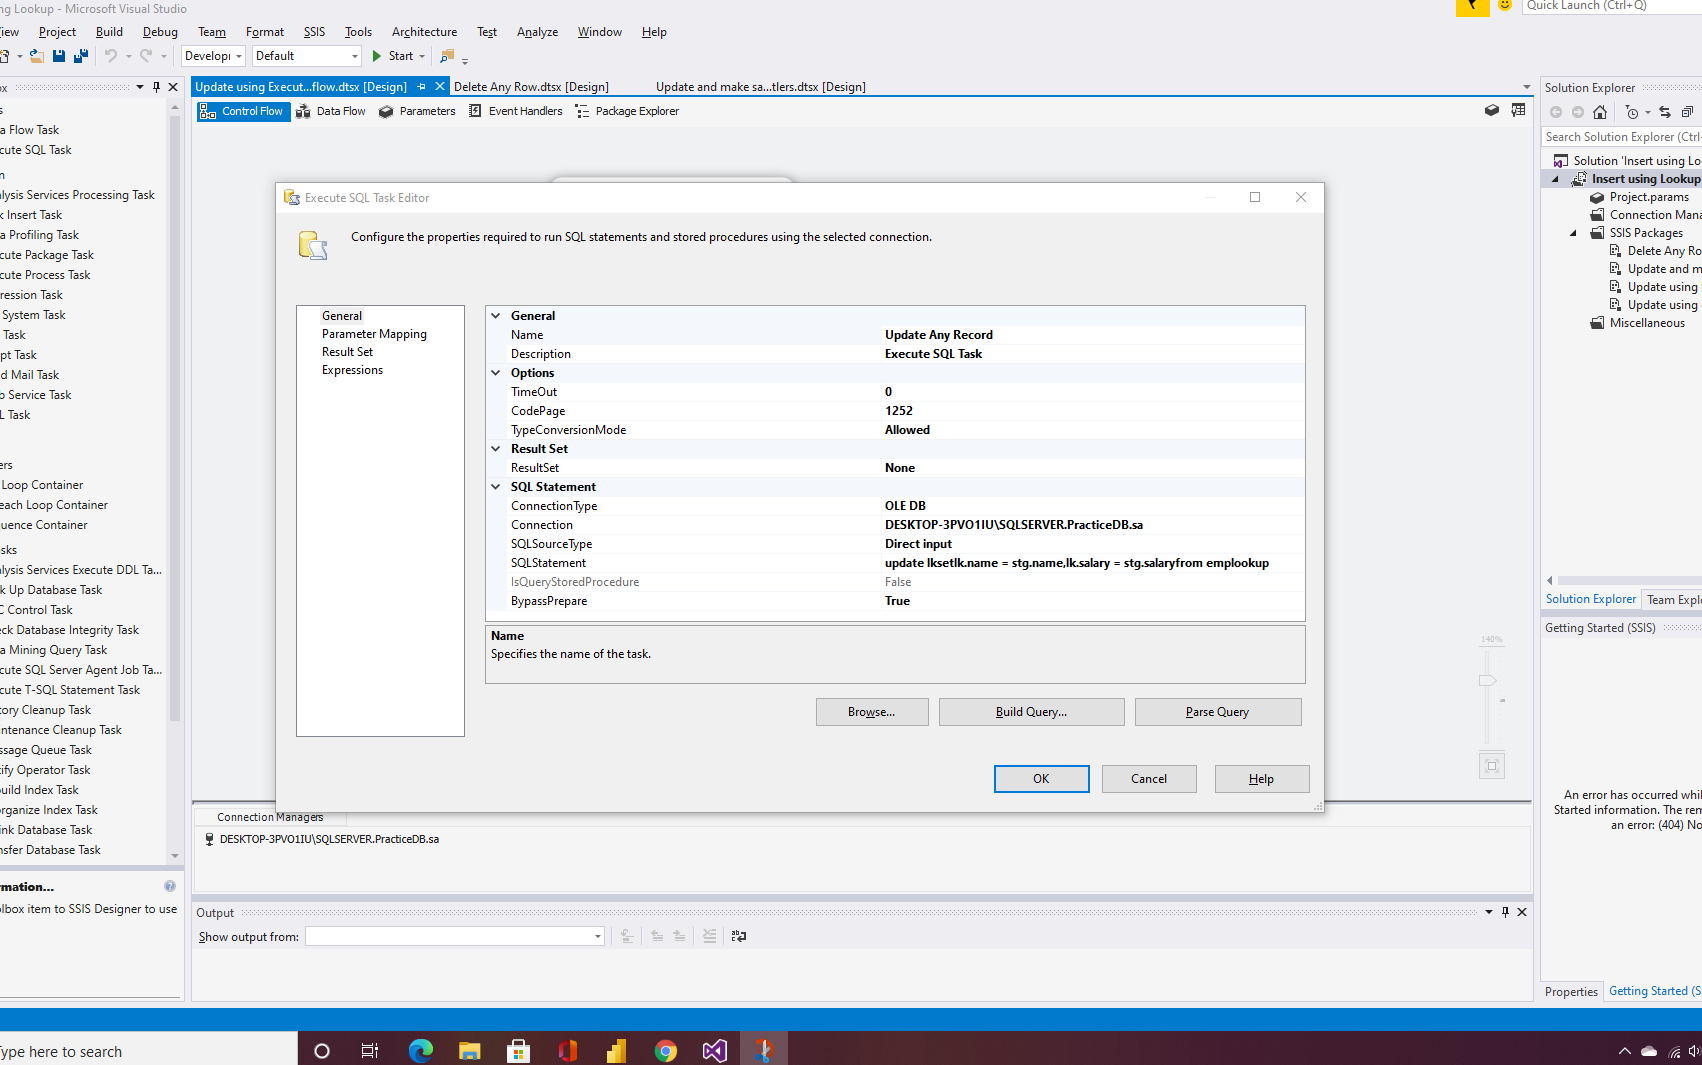 ng Lookup - Microsoft Visual Studio
Quick Launch (Ctrl+Q)
iew Project Build Debug Team Format SSIS Tools Architecture Test Analyze Window Help
Develop Default Start
ox
Update using Execut...flow.dtsx [Design] Delete Any Row.dtsx [Design] Update and make sa...tlers.dtsx [Design]
Control Flow Data Flow Parameters Event Handlers Package Explorer
s
a Flow Task
cute SQL Task
n
alysis Services Processing Task
k Insert Task
a Profiling Task
cute Package Task
cute Process Task
ression Task
System Task
Task
pt Task
d Mail Task
b Service Task
L Task
ers
Loop Container
each Loop Container
uence Container
sks
alysis Services Execute DDL Ta...
k Up Database Task
C Control Task
eck Database Integrity Task
a Mining Query Task
cute SQL Server Agent Job Ta...
cute T-SQL Statement Task
tory Cleanup Task
intenance Cleanup Task
ssage Queue Task
ify Operator Task
build Index Task
organize Index Task
ink Database Task
nsfer Database Task
rmation...
olbox item to SSIS Designer to use
Execute SQL Task Editor
Configure the properties required to run SQL statements and stored procedures using the selected connection.
General
Parameter Mapping
Result Set
Expressions
General
Name Update Any Record
Description Execute SQL Task
Options
TimeOut 0
CodePage 1252
TypeConversionMode Allowed
Result Set
ResultSet None
SQL Statement
ConnectionType OLE DB
Connection DESKTOP-3PVO1IU\SQLSERVER.PracticeDB.sa
SQLSourceType Direct input
SQLStatement update lksetlk.name = stg.name,lk.salary = stg.salaryfrom emplookup
IsQueryStoredProcedure False
BypassPrepare True
Name
Specifies the name of the task.
Browse... Build Query... Parse Query
OK Cancel Help
140%
Connection Managers
DESKTOP-3PVO1IU\SQLSERVER.PracticeDB.sa
Output
Show output from:
Solution Explorer
Search Solution Explorer (Ctrl+
Solution 'Insert using Lo
Insert using Lookup
Project.params
Connection Mana
SSIS Packages
Delete Any Ro
Update and m
Update using
Update using
Miscellaneous
Solution Explorer Team Explo
Getting Started (SSIS)
An error has occurred whil
Started information. The rem
an error: (404) No
Properties Getting Started (S
Type here to search